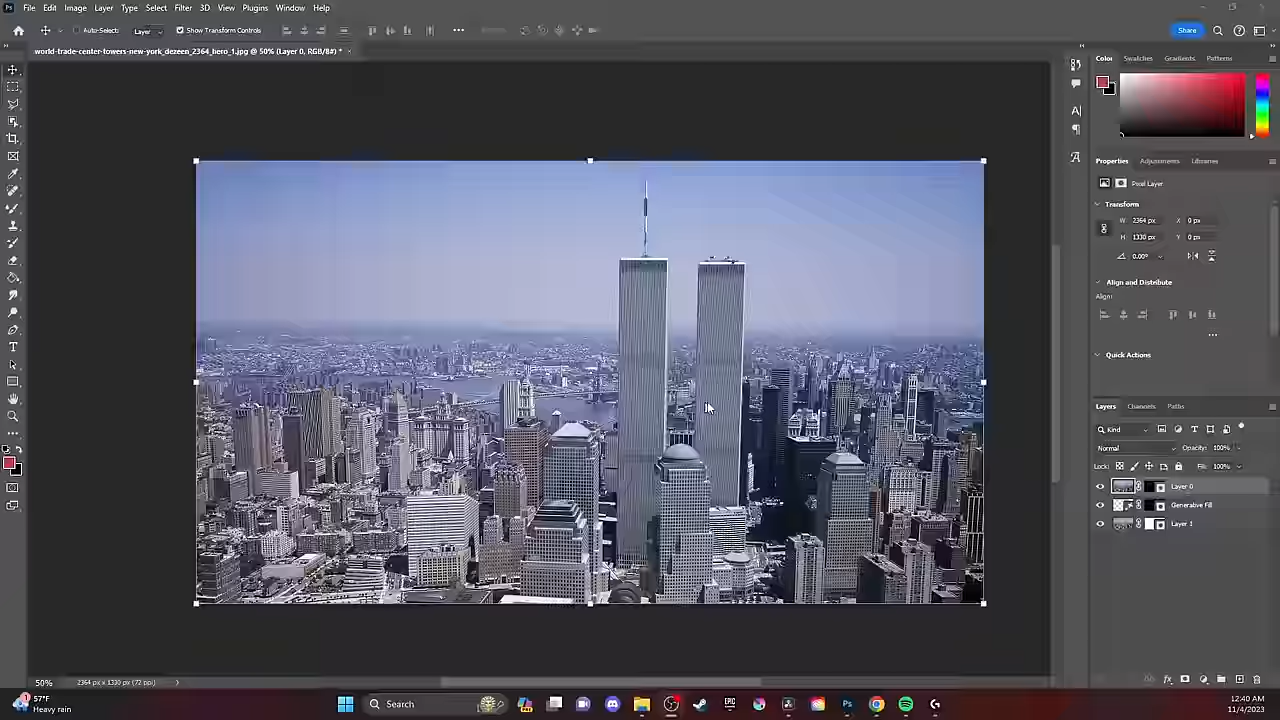 Ps File Edit Image Layer Type Select Filter 3D View Plugins Window Help
Auto-Select: Layer Show Transform Controls ••• Share
world-trade-center-towers-new-york_dezeen_2364_hero_1.jpg @ 50% (Layer 0, RGB/8#) * ×
Color Swatches Gradients Patterns
Properties Adjustments Libraries
Pixel Layer
Transform
W 2364 px X 0 px
H 1330 px Y 0 px
0.00°
Align and Distribute
Align:
Quick Actions
Layers Channels Paths
Kind
Normal Opacity: 100%
Lock: Fill: 100%
Layer 0
Generative Fill
Layer 1
50% 2364 px x 1330 px (72 ppi)
1 57°F
Heavy rain
Search
EPIC
Ps
12:40 AM
11/4/2023